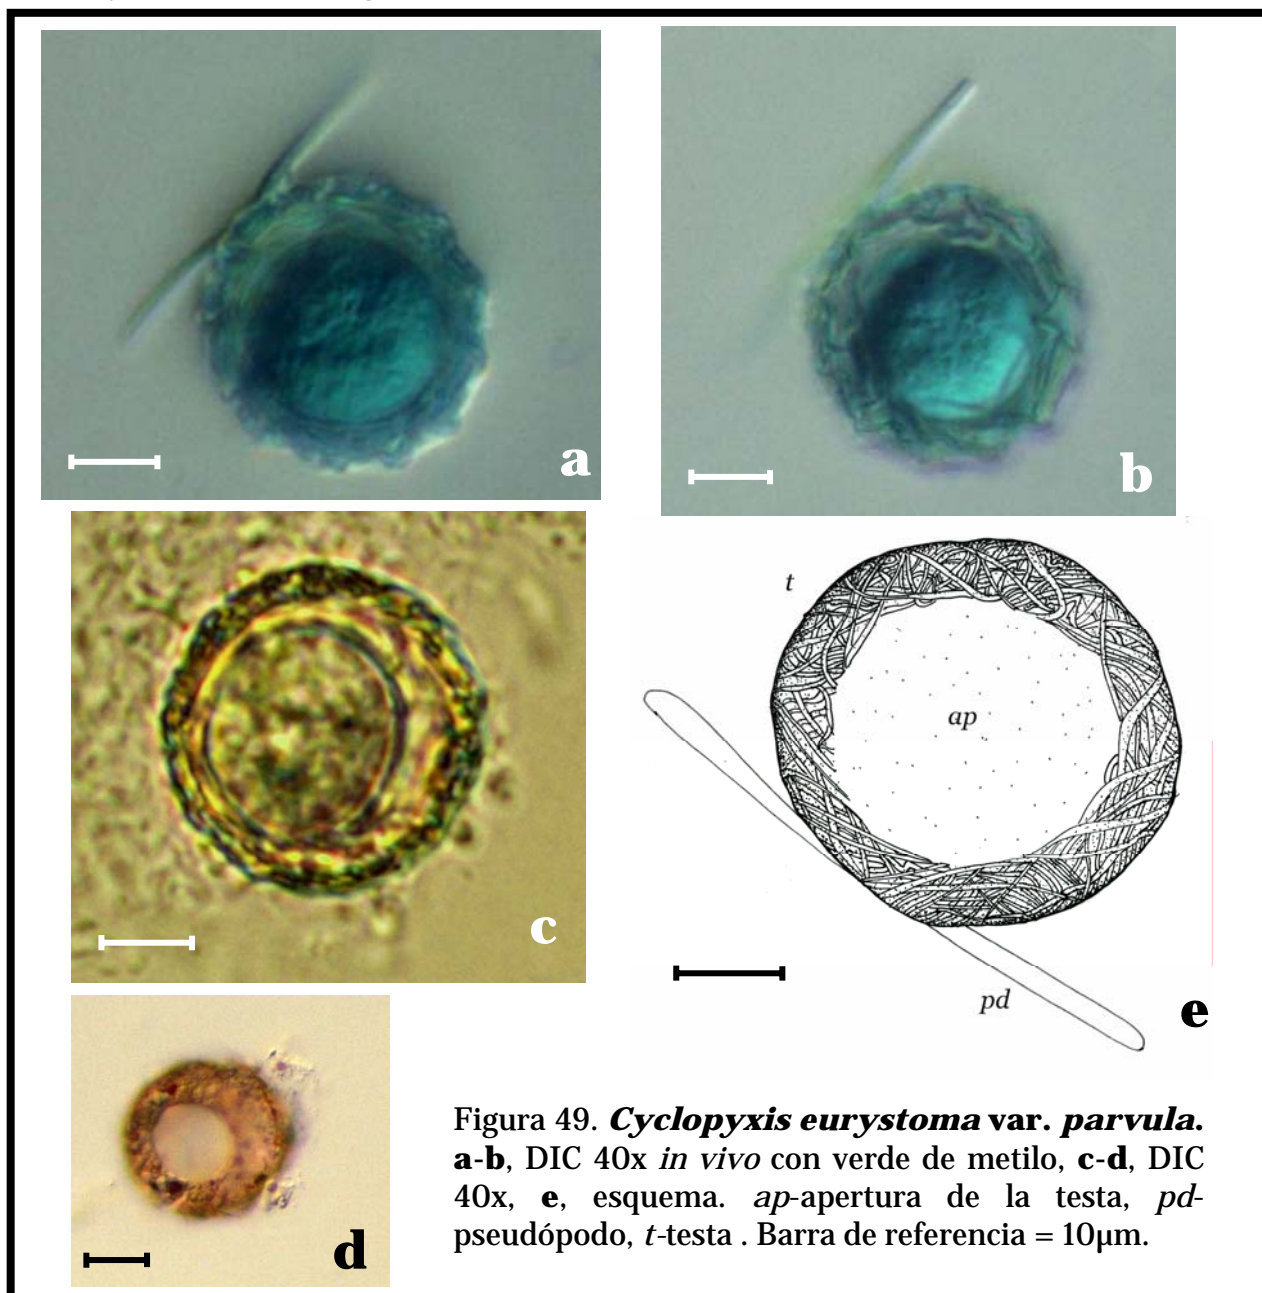 a
b
c
t
ap
pd
e
d
Figura 49. Cyclopyxis eurystoma var. parvula.
a-b, DIC 40x in vivo con verde de metilo, c-d, DIC
40x, e, esquema. ap-apertura de la testa, pd-
pseudópodo, t-testa . Barra de referencia = 10µm.